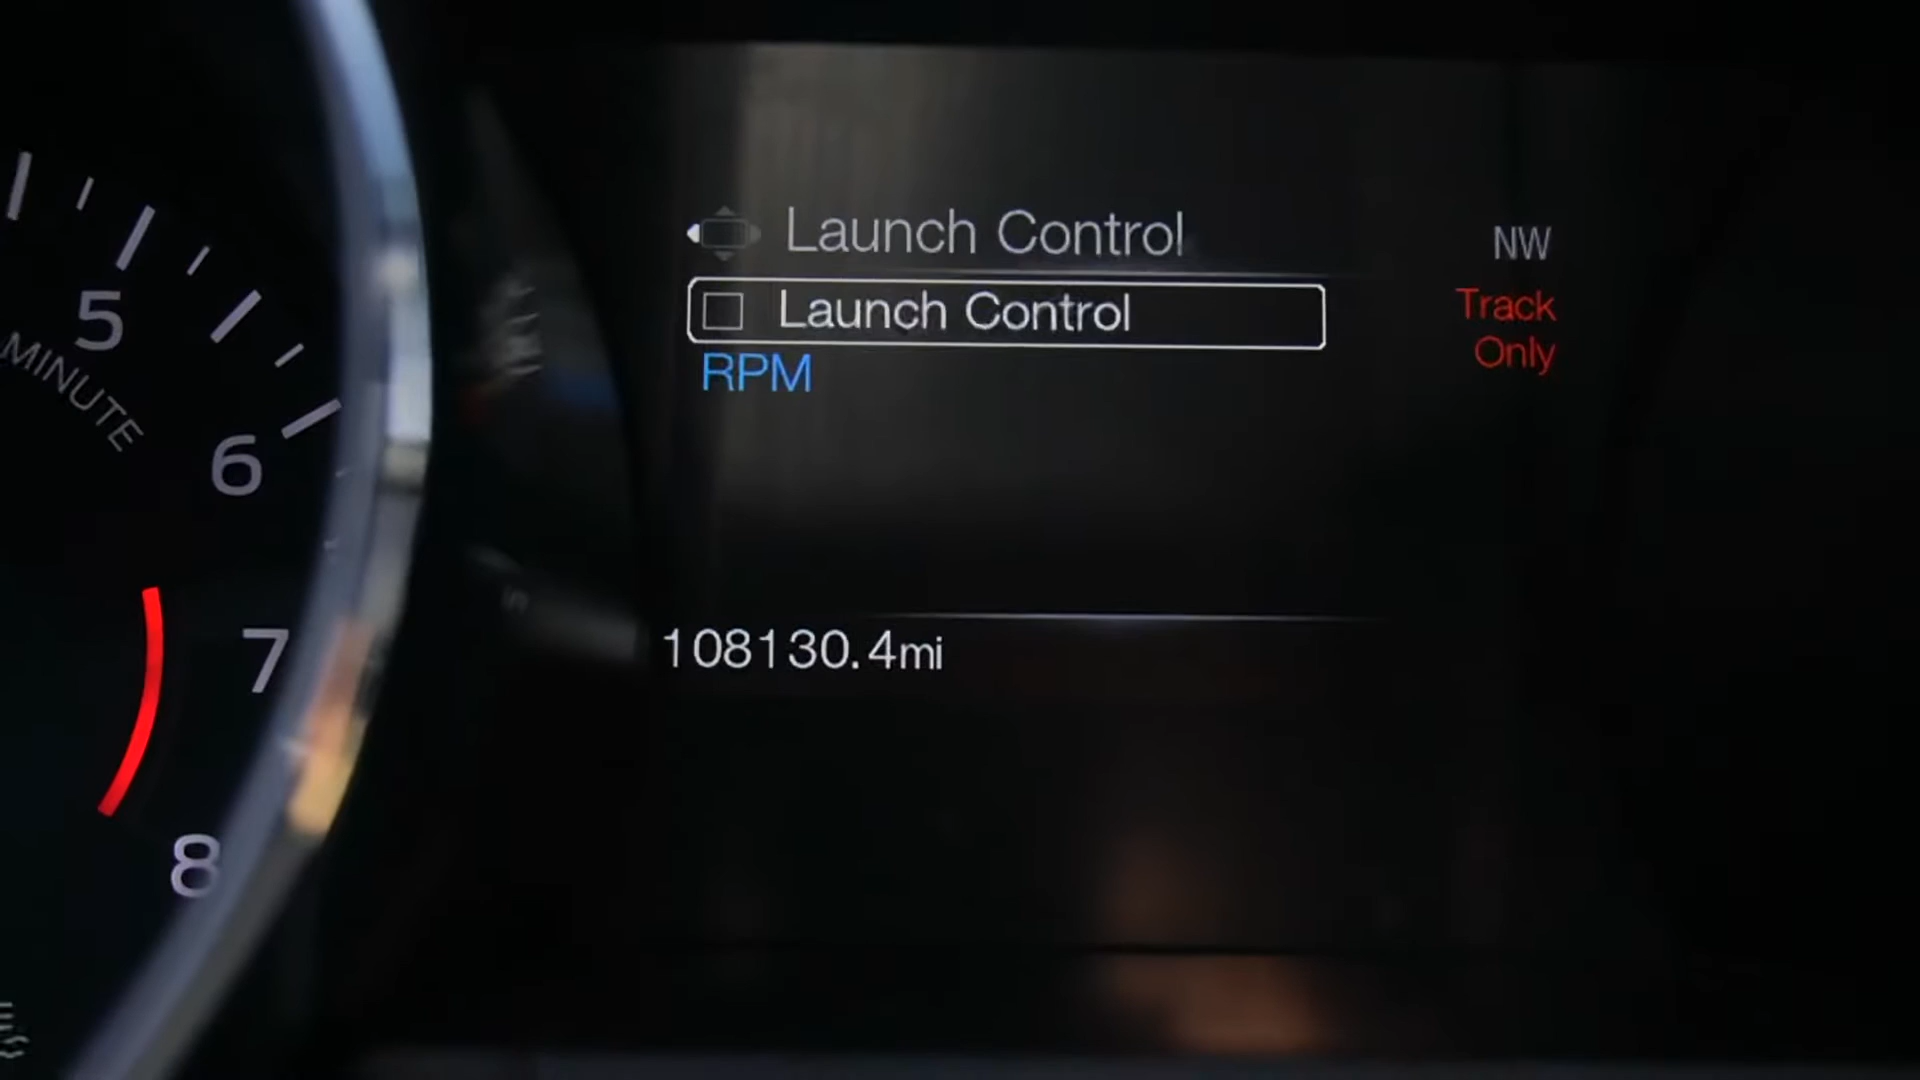 Launch Control
NW
Launch Control
Track
Only
RPM
5
MINUTE
6
7
8
108130.4mi